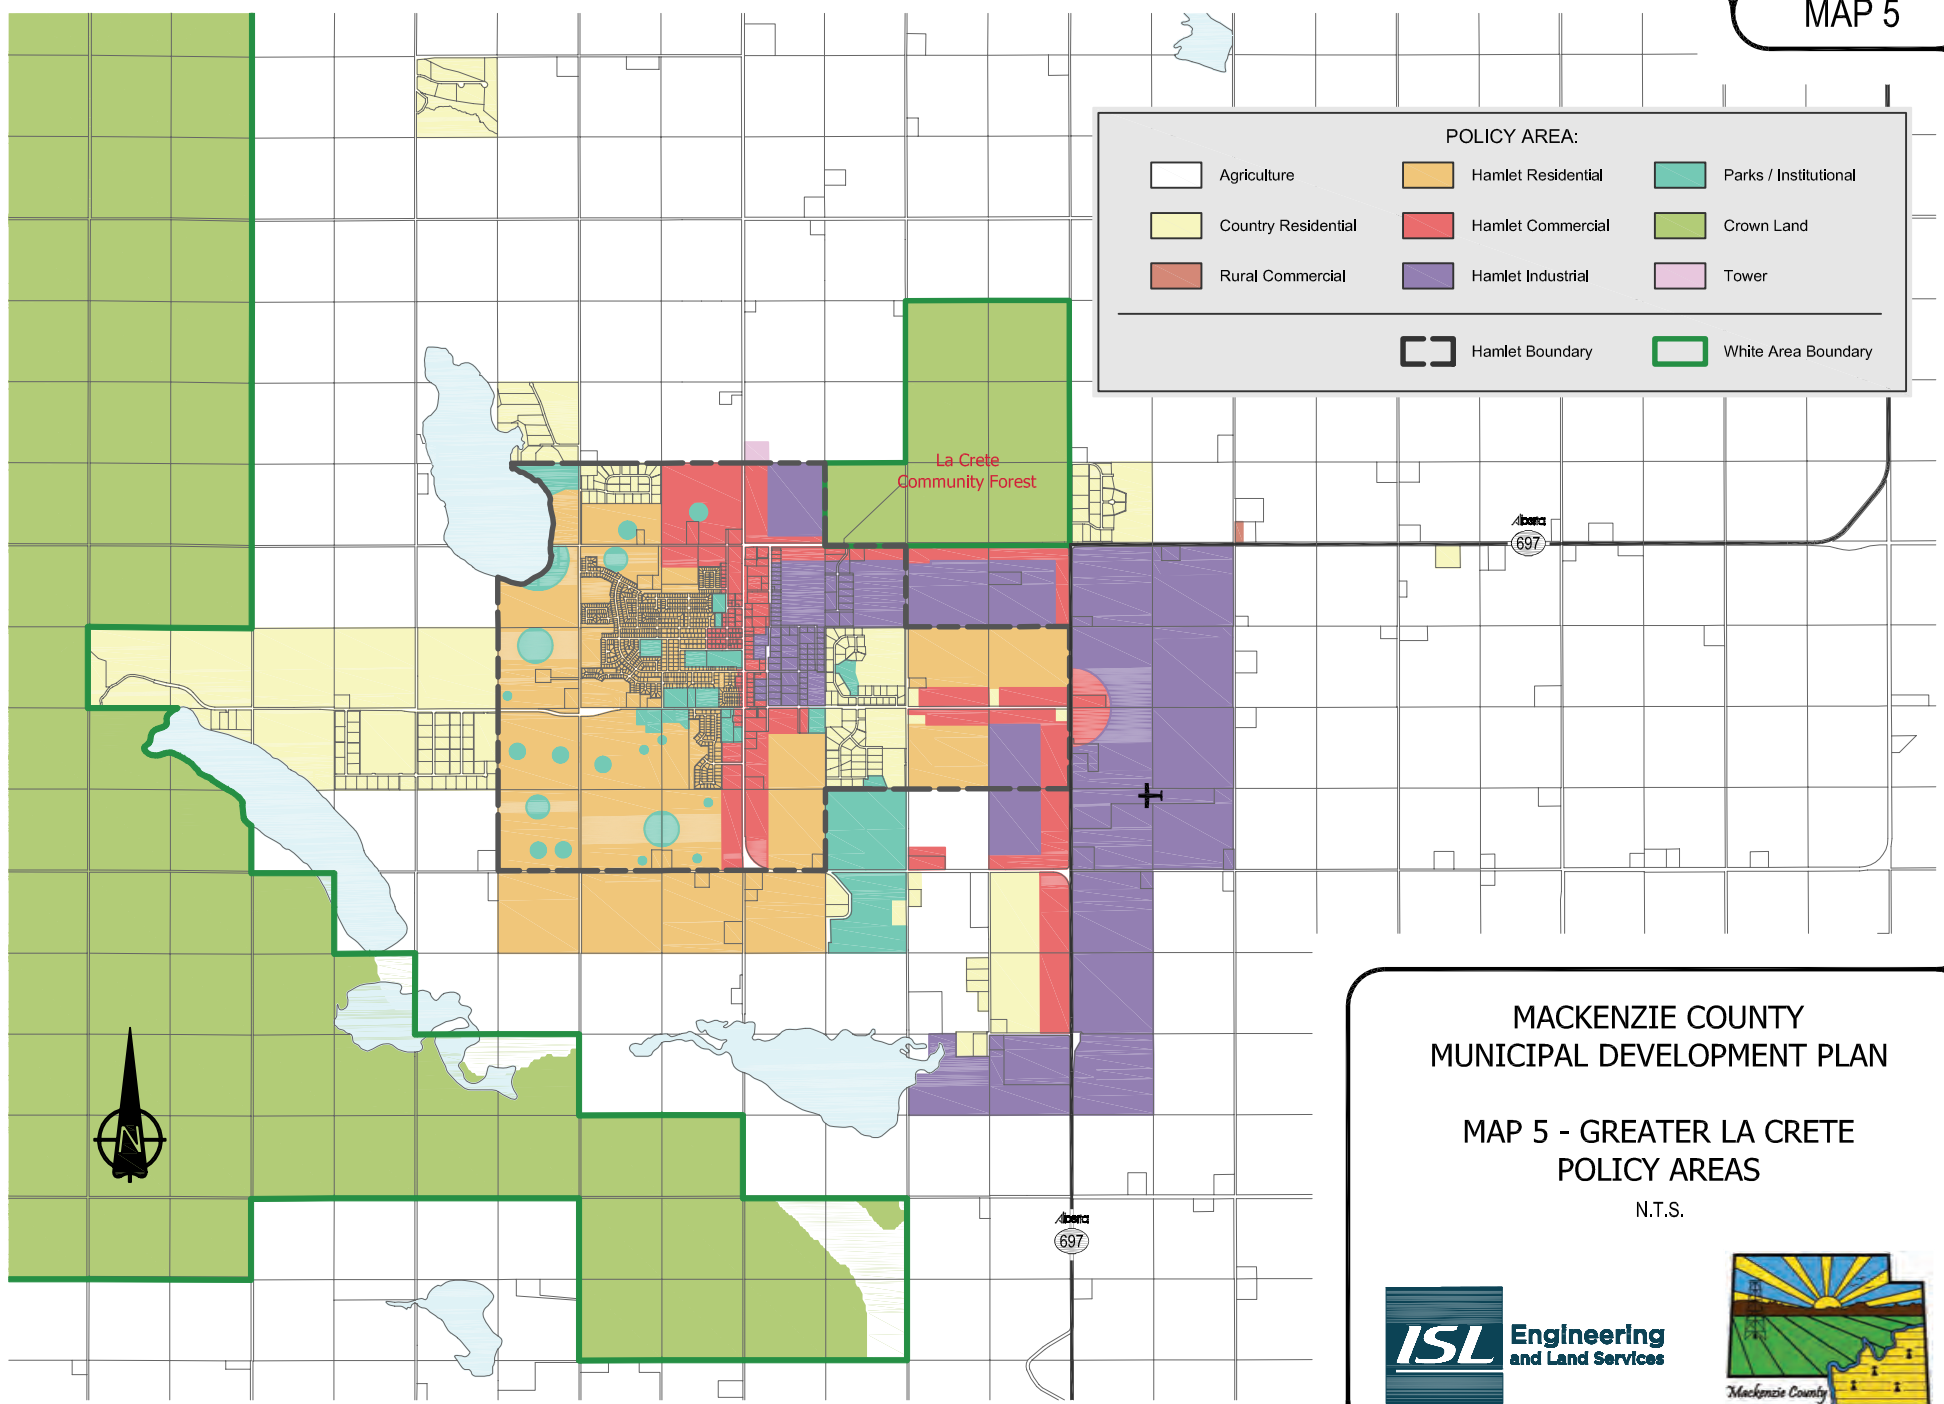 MAP 5
POLICY AREA:
Agriculture
Hamlet Residential
Parks / Institutional
Country Residential
Hamlet Commercial
Crown Land
Rural Commercial
Hamlet Industrial
Tower
Hamlet Boundary
White Area Boundary
La Crete
Community Forest
Alberta
697
MACKENZIE COUNTY
MUNICIPAL DEVELOPMENT PLAN
MAP 5 - GREATER LA CRETE
POLICY AREAS
N.T.S.
N
Alberta
697
ISL Engineering
and Land Services
Mackenzie County